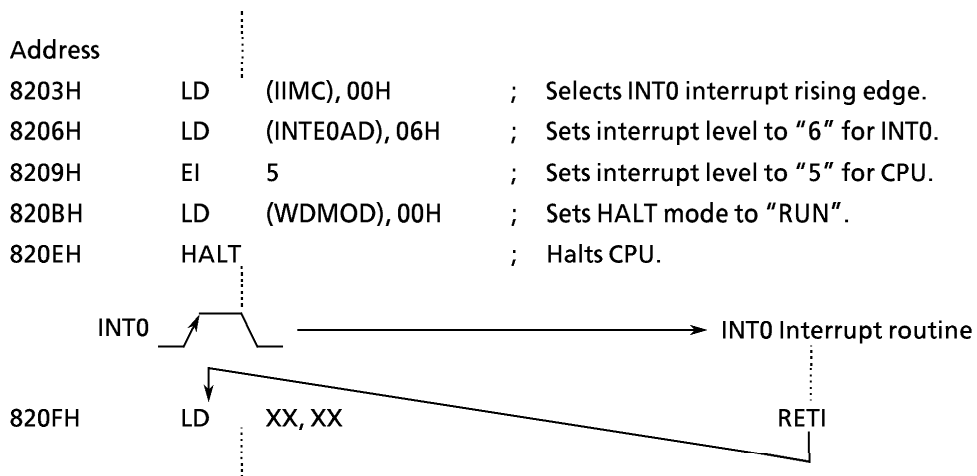 Address
8203H LD (IIMC), 00H ; Selects INT0 interrupt rising edge.
8206H LD (INTE0AD), 06H ; Sets interrupt level to "6" for INT0.
8209H EI 5 ; Sets interrupt level to "5" for CPU.
820BH LD (WDMOD), 00H ; Sets HALT mode to "RUN".
820EH HALT ; Halts CPU.
INT0 INT0 Interrupt routine
820FH LD XX, XX RETI